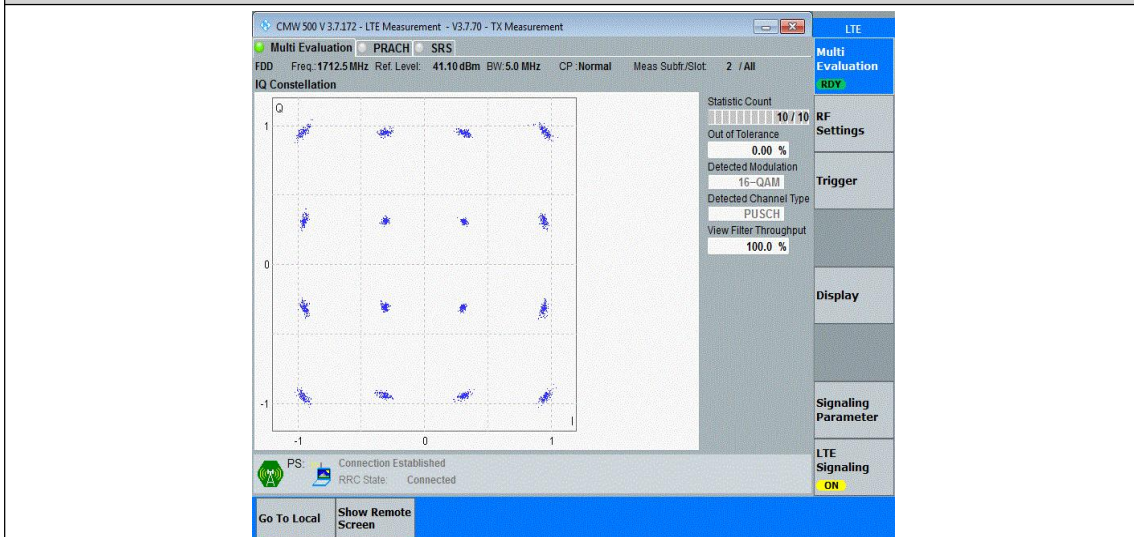 CMW 500 V 3.7.172 - LTE Measurement - V3.7.70 - TX Measurement
LTE
Multi Evaluation PRACH SRS
Multi
Evaluation
RDY
FDD Freq.:1712.5 MHz Ref. Level: 41.10 dBm BW:5.0 MHz CP :Normal Meas Subfr./Slot: 2 / All
IQ Constellation
Q
1
0
-1
-1 0 1
I
Statistic Count
10 / 10
Out of Tolerance
0.00 %
Detected Modulation
16-QAM
Detected Channel Type
PUSCH
View Filter Throughput
100.0 %
RF
Settings
Trigger
Display
Signaling
Parameter
LTE
Signaling
ON
PS: Connection Established
RRC State: Connected
Go To Local
Show Remote
Screen